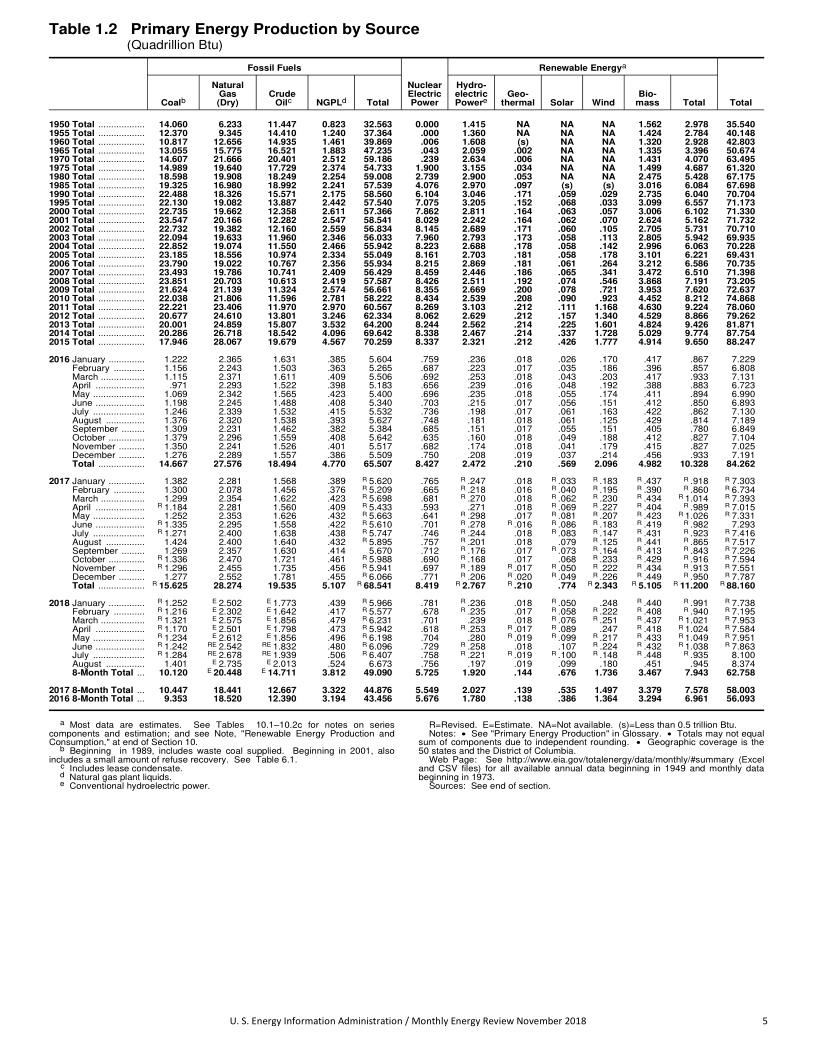 Table 1.2 Primary Energy Production by Source
(Quadrillion Btu)
Fossil Fuels Renewable Energy^a
Coal^b Natural Gas (Dry) Crude Oil^c NGPL^d Total Nuclear Electric Power Hydro-electric Power^e Geo-thermal Solar Wind Bio-mass Total Total
1950 Total .................. 14.060 6.233 11.447 0.823 32.563 0.000 1.415 NA NA NA 1.562 2.978 35.540
1955 Total .................. 12.370 9.345 14.410 1.240 37.364 .000 1.360 NA NA NA 1.424 2.784 40.148
1960 Total .................. 10.817 12.656 14.935 1.461 39.869 .006 1.608 (s) NA NA 1.320 2.928 42.803
1965 Total .................. 13.055 15.775 16.521 1.883 47.235 .043 2.059 .002 NA NA 1.335 3.396 50.674
1970 Total .................. 14.607 21.666 20.401 2.512 59.186 .239 2.634 .006 NA NA 1.431 4.070 63.495
1975 Total .................. 14.989 19.640 17.729 2.374 54.733 1.900 3.155 .034 NA NA 1.499 4.687 61.320
1980 Total .................. 18.598 19.908 18.249 2.254 59.008 2.739 2.900 .053 NA NA 2.475 5.428 67.175
1985 Total .................. 19.325 16.980 18.992 2.241 57.539 4.076 2.970 .097 (s) (s) 3.016 6.084 67.698
1990 Total .................. 22.488 18.326 15.571 2.175 58.560 6.104 3.046 .171 .059 .029 2.735 6.040 70.704
1995 Total .................. 22.130 19.082 13.887 2.442 57.540 7.075 3.205 .152 .068 .033 3.099 6.557 71.173
2000 Total .................. 22.735 19.662 12.358 2.611 57.366 7.862 2.811 .164 .063 .057 3.006 6.102 71.330
2001 Total .................. 23.547 20.166 12.282 2.547 58.541 8.029 2.242 .164 .062 .070 2.624 5.162 71.732
2002 Total .................. 22.732 19.382 12.160 2.559 56.834 8.145 2.689 .171 .060 .105 2.705 5.731 70.710
2003 Total .................. 22.094 19.633 11.960 2.346 56.033 7.960 2.793 .173 .058 .113 2.805 5.942 69.935
2004 Total .................. 22.852 19.074 11.550 2.466 55.942 8.223 2.688 .178 .058 .142 2.996 6.063 70.228
2005 Total .................. 23.185 18.556 10.974 2.334 55.049 8.161 2.703 .181 .058 .178 3.101 6.221 69.431
2006 Total .................. 23.790 19.022 10.767 2.356 55.934 8.215 2.869 .181 .061 .264 3.212 6.586 70.735
2007 Total .................. 23.493 19.786 10.741 2.409 56.429 8.459 2.446 .186 .065 .341 3.472 6.510 71.398
2008 Total .................. 23.851 20.703 10.613 2.419 57.587 8.426 2.511 .192 .074 .546 3.868 7.191 73.205
2009 Total .................. 21.624 21.139 11.324 2.574 56.661 8.355 2.669 .200 .078 .721 3.953 7.620 72.637
2010 Total .................. 22.038 21.806 11.596 2.781 58.222 8.434 2.539 .208 .090 .923 4.452 8.212 74.868
2011 Total .................. 22.221 23.406 11.970 2.970 60.567 8.269 3.103 .212 .111 1.168 4.630 9.224 78.060
2012 Total .................. 20.677 24.610 13.801 3.246 62.334 8.062 2.629 .212 .157 1.340 4.529 8.866 79.262
2013 Total .................. 20.001 24.859 15.807 3.532 64.200 8.244 2.562 .214 .225 1.601 4.824 9.426 81.871
2014 Total .................. 20.286 26.718 18.542 4.096 69.642 8.338 2.467 .214 .337 1.728 5.029 9.774 87.754
2015 Total .................. 17.946 28.067 19.679 4.567 70.259 8.337 2.321 .212 .426 1.777 4.914 9.650 88.247
2016 January ............. 1.222 2.365 1.631 .385 5.604 .759 .236 .018 .026 .170 .417 .867 7.229
February ............ 1.156 2.243 1.503 .363 5.265 .687 .223 .017 .035 .186 .396 .857 6.808
March ................. 1.115 2.371 1.611 .409 5.506 .692 .253 .018 .043 .203 .417 .933 7.131
April .................... .971 2.293 1.522 .398 5.183 .656 .239 .016 .048 .192 .388 .883 6.723
May ..................... 1.069 2.342 1.565 .423 5.400 .696 .235 .018 .055 .174 .411 .894 6.990
June .................... 1.198 2.245 1.488 .408 5.340 .703 .215 .017 .056 .151 .412 .850 6.893
July ..................... 1.246 2.339 1.532 .415 5.532 .736 .198 .017 .061 .163 .422 .862 7.130
August ................ 1.376 2.320 1.538 .393 5.627 .748 .181 .018 .061 .125 .429 .814 7.189
September ......... 1.309 2.231 1.462 .382 5.384 .685 .151 .017 .055 .151 .405 .780 6.849
October .............. 1.379 2.296 1.559 .408 5.642 .635 .160 .018 .049 .188 .412 .827 7.104
November .......... 1.350 2.241 1.526 .401 5.517 .682 .174 .018 .041 .179 .415 .827 7.025
December .......... 1.276 2.289 1.557 .386 5.509 .750 .208 .019 .037 .214 .456 .933 7.191
Total ................. 14.667 27.576 18.494 4.770 65.507 8.427 2.472 .210 .569 2.096 4.982 10.328 84.262
2017 January ............. 1.382 2.281 1.568 .389 R 5.620 .765 R .247 .018 R .033 R .183 R .437 R .918 R 7.303
February ............ 1.300 2.078 1.456 .376 R 5.209 .665 R .218 .016 R .040 R .195 R .390 R .860 R 6.734
March ................. 1.299 2.354 1.622 .423 R 5.698 .681 R .270 .018 R .062 R .230 R .434 R 1.014 R 7.393
April .................... R 1.184 2.281 1.560 .409 R 5.433 .593 .271 .018 R .069 R .227 R .404 R .989 R 7.015
May ..................... 1.252 2.353 1.626 .432 R 5.663 .641 R .298 .017 R .081 R .207 R .423 R 1.026 R 7.331
June .................... R 1.335 2.295 1.558 .422 R 5.610 .701 R .278 R .016 R .086 R .183 R .419 R .982 R 7.293
July ..................... R 1.271 2.400 1.638 .438 R 5.747 .746 R .244 .018 R .083 R .147 R .431 R .923 R 7.416
August ................ 1.424 2.400 1.640 .432 R 5.895 .757 R .201 .018 .079 R .125 R .441 R .865 R 7.517
September ......... 1.269 2.357 1.630 .414 5.670 .712 R .176 .017 R .073 R .164 R .413 R .843 R 7.226
October .............. R 1.336 2.470 1.721 .461 R 5.988 .690 R .168 .017 .068 R .233 R .429 R .916 R 7.594
November .......... R 1.296 2.455 1.735 .456 R 5.941 .697 R .189 R .017 R .050 R .222 R .434 R .913 R 7.551
December .......... 1.277 2.552 1.781 .455 R 6.066 .771 R .206 R .020 .049 R .226 R .449 R .950 R 7.787
Total ................. R 15.625 28.274 19.535 5.107 R 68.541 8.419 R 2.767 R .210 R .774 R 2.343 R 5.105 R 11.200 R 88.160
2018 January ............. R 1.252 E 2.502 E 1.773 .439 R 5.966 .781 R .236 .018 R .050 .248 R .440 R .991 R 7.738
February ............ R 1.216 E 2.302 E 1.642 .417 R 5.577 .678 R .235 .017 R .058 R .222 R .408 R .940 R 7.195
March ................. R 1.321 E 2.575 E 1.856 .479 R 6.231 .701 .239 .018 R .076 R .251 R .437 R 1.021 R 7.953
April .................... R 1.170 E 2.501 E 1.798 .473 R 5.942 .618 R .253 R .017 R .089 .247 R .418 R 1.024 R 7.584
May ..................... R 1.234 E 2.612 E 1.856 .496 R 6.198 .704 .280 R .019 R .099 R .217 R .433 R 1.049 R 7.951
June .................... R 1.242 RE 2.542 RE 1.832 .480 R 6.096 .729 R .258 .018 .107 R .224 R .432 R 1.038 R 7.863
July ..................... R 1.284 RE 2.678 RE 1.939 .506 R 6.407 .758 R .221 R .019 R .100 R .148 R .448 R .935 8.100
August ................ 1.401 E 2.735 E 2.013 .524 6.673 .756 .197 .019 .099 .180 .451 .945 8.374
8-Month Total ... 10.120 E 20.448 E 14.711 3.812 49.090 5.725 1.920 .144 .676 1.736 3.467 7.943 62.758
2017 8-Month Total ... 10.447 18.441 12.667 3.322 44.876 5.549 2.027 .139 .535 1.497 3.379 7.578 58.003
2016 8-Month Total ... 9.353 18.520 12.390 3.194 43.456 5.676 1.780 .138 .386 1.364 3.294 6.961 56.093
a Most data are estimates. See Tables 10.1–10.2c for notes on series
components and estimation; and see Note, "Renewable Energy Production and
Consumption," at end of Section 10.
b Beginning in 1989, includes waste coal supplied. Beginning in 2001, also
includes a small amount of refuse recovery. See Table 6.1.
c Includes lease condensate.
d Natural gas plant liquids.
e Conventional hydroelectric power.
R=Revised. E=Estimate. NA=Not available. (s)=Less than 0.5 trillion Btu.
Notes: • See "Primary Energy Production" in Glossary. • Totals may not equal
sum of components due to independent rounding. • Geographic coverage is the
50 states and the District of Columbia.
Web Page: See http://www.eia.gov/totalenergy/data/monthly/#summary (Excel
and CSV files) for all available annual data beginning in 1949 and monthly data
beginning in 1973.
Sources: See end of section.
U. S. Energy Information Administration / Monthly Energy Review November 2018 5